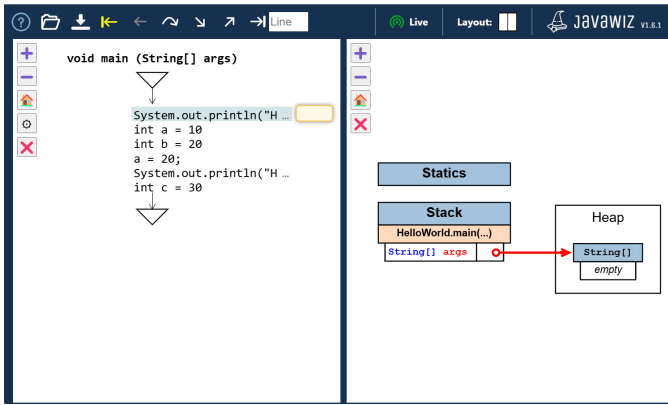 Line
Live
Layout:
JavaWiz v1.6.1
void main (String[] args)
System.out.println("H …
int a = 10
int b = 20
a = 20;
System.out.println("H …
int c = 30
Statics
Stack
HelloWorld.main(...)
String[] args
Heap
String[]
empty